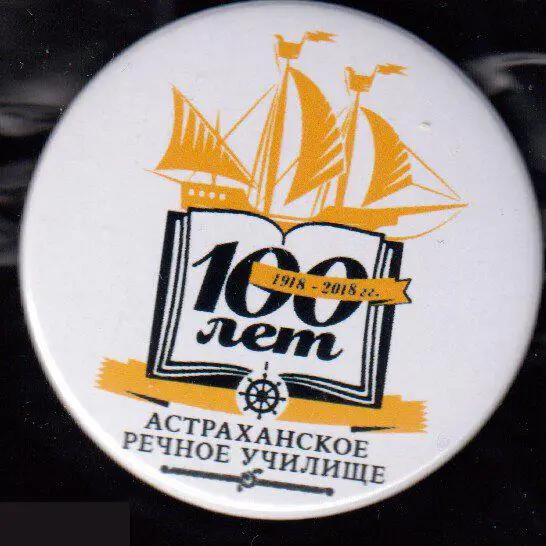 100
1918 - 2018 гг.
лет
АСТРАХАНСКОЕ
РЕЧНОЕ УЧИЛИЩЕ